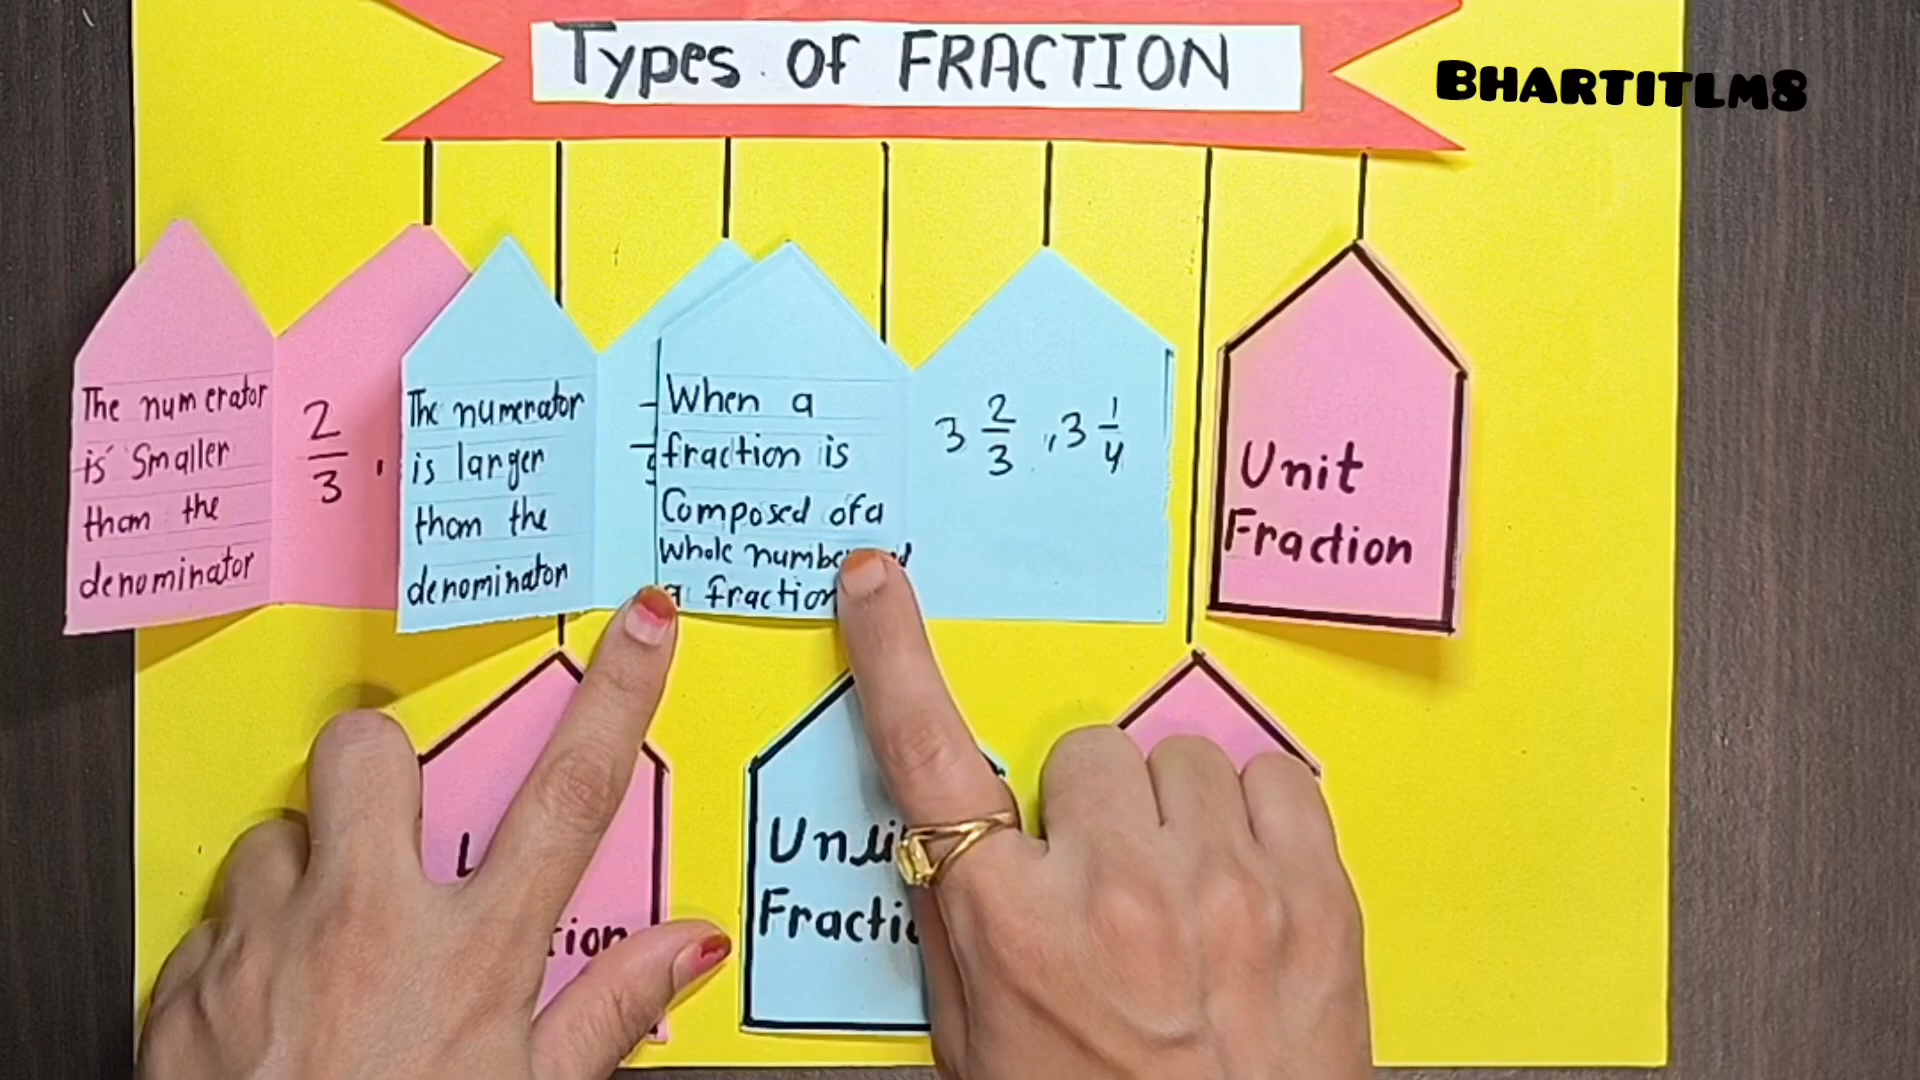 Types of FRACTION
BHARTITLM8
The numerator
is Smaller
than the
denominator
2
3
,
The numerator
is larger
than the
denominator
When a
fraction is
Composed of a
whole number
a fraction
3 2/3 , 3 1/4
Unit
Fraction
Fraction